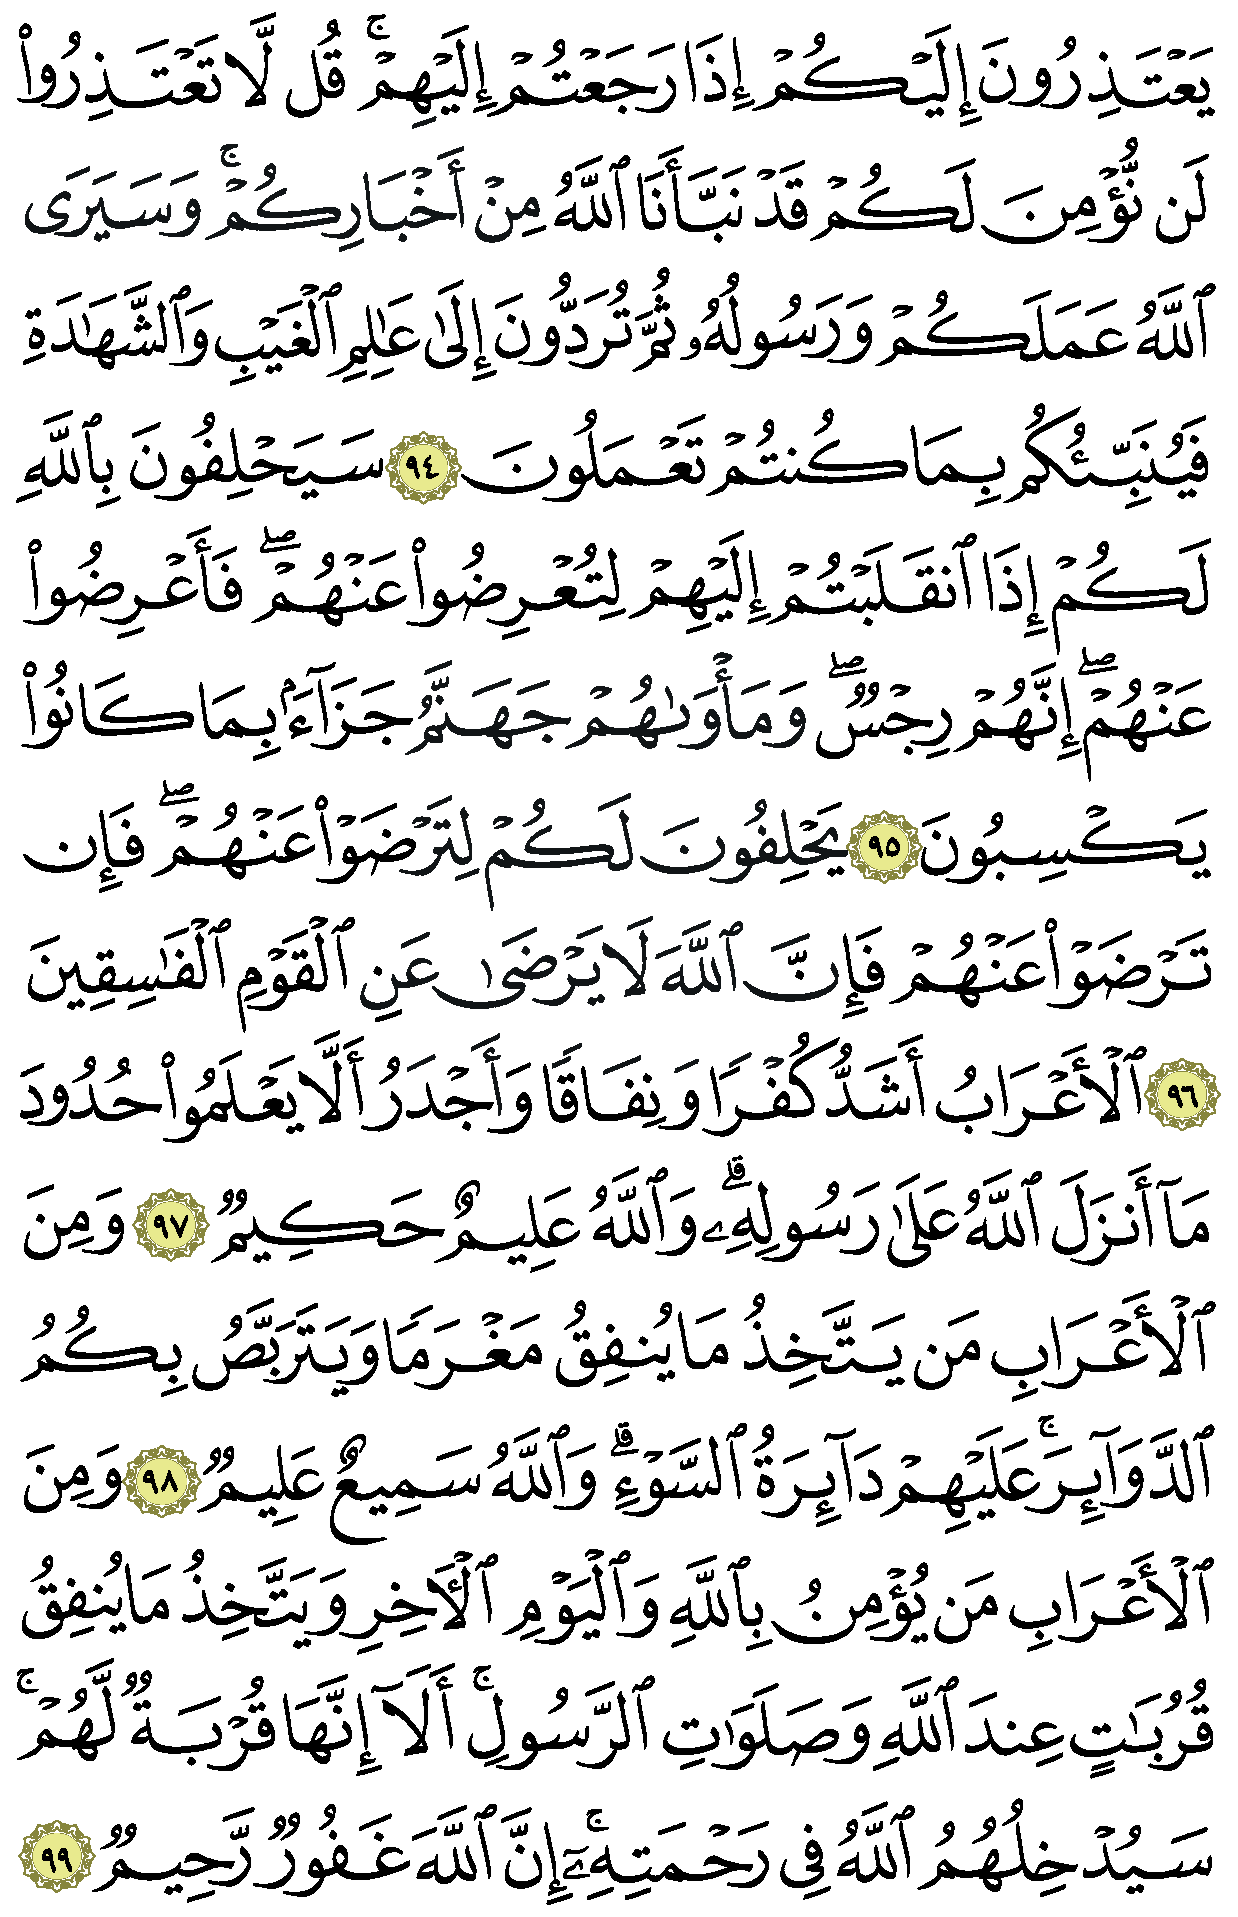 يَعْتَذِرُونَ إِلَيْكُمْ إِذَا رَجَعْتُمْ إِلَيْهِمْ ۚ قُل لَّا تَعْتَذِرُوا۟
لَن نُّؤْمِنَ لَكُمْ قَدْ نَبَّأَنَا ٱللَّهُ مِنْ أَخْبَارِكُمْ ۚ وَسَيَرَى
ٱللَّهُ عَمَلَكُمْ وَرَسُولُهُۥ ثُمَّ تُرَدُّونَ إِلَىٰ عَـٰلِمِ ٱلْغَيْبِ وَٱلشَّهَـٰدَةِ
فَيُنَبِّئُكُم بِمَا كُنتُمْ تَعْمَلُونَ ٩٤ سَيَحْلِفُونَ بِٱللَّهِ
لَكُمْ إِذَا ٱنقَلَبْتُمْ إِلَيْهِمْ لِتُعْرِضُوا۟ عَنْهُمْ ۖ فَأَعْرِضُوا۟
عَنْهُمْ ۖ إِنَّهُمْ رِجْسٌ ۖ وَمَأْوَىٰهُمْ جَهَنَّمُ جَزَآءًۢ بِمَا كَانُوا۟
يَكْسِبُونَ ٩٥ يَحْلِفُونَ لَكُمْ لِتَرْضَوْا۟ عَنْهُمْ ۖ فَإِن
تَرْضَوْا۟ عَنْهُمْ فَإِنَّ ٱللَّهَ لَا يَرْضَىٰ عَنِ ٱلْقَوْمِ ٱلْفَـٰسِقِينَ
٩٦ ٱلْأَعْرَابُ أَشَدُّ كُفْرًا وَنِفَاقًا وَأَجْدَرُ أَلَّا يَعْلَمُوا۟ حُدُودَ
مَآ أَنزَلَ ٱللَّهُ عَلَىٰ رَسُولِهِۦ ۗ وَٱللَّهُ عَلِيمٌ حَكِيمٌ ٩٧ وَمِنَ
ٱلْأَعْرَابِ مَن يَتَّخِذُ مَا يُنفِقُ مَغْرَمًا وَيَتَرَبَّصُ بِكُمُ
ٱلدَّوَآئِرَ ۚ عَلَيْهِمْ دَآئِرَةُ ٱلسَّوْءِ ۗ وَٱللَّهُ سَمِيعٌ عَلِيمٌ ٩٨ وَمِنَ
ٱلْأَعْرَابِ مَن يُؤْمِنُ بِٱللَّهِ وَٱلْيَوْمِ ٱلْـَٔاخِرِ وَيَتَّخِذُ مَا يُنفِقُ
قُرُبَـٰتٍ عِندَ ٱللَّهِ وَصَلَوَٰتِ ٱلرَّسُولِ ۚ أَلَآ إِنَّهَا قُرْبَةٌ لَّهُمْ ۚ
سَيُدْخِلُهُمُ ٱللَّهُ فِى رَحْمَتِهِۦٓ ۚ إِنَّ ٱللَّهَ غَفُورٌ رَّحِيمٌ ٩٩